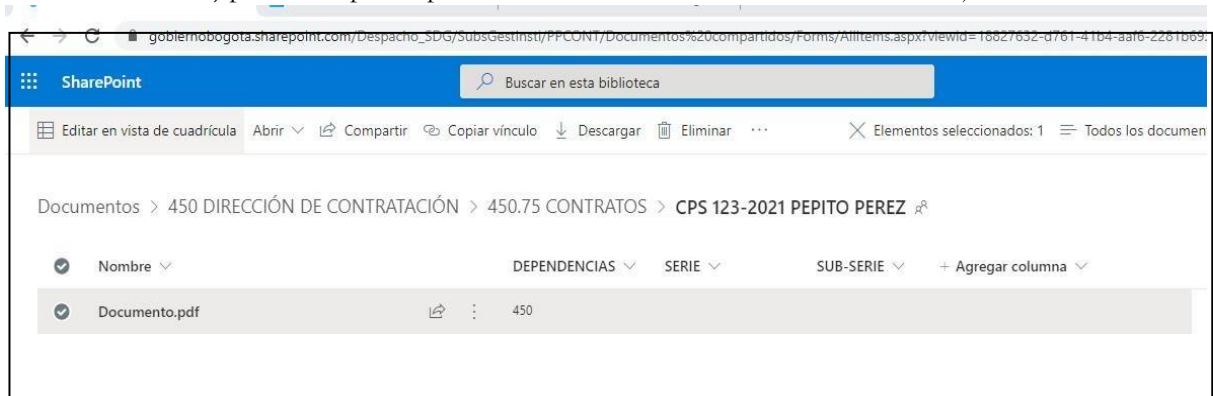 gobiernobogota.sharepoint.com/Despacho_SDG/SubsGestInstl/PPCONT/Documentos%20compartidos/Forms/AllItems.aspx?viewid=18827632-d761-41b4-aaf6-2281b69
SharePoint Buscar en esta biblioteca
Editar en vista de cuadrícula Abrir Compartir Copiar vínculo Descargar Eliminar ··· Elementos seleccionados: 1 Todos los documen
Documentos > 450 DIRECCIÓN DE CONTRATACIÓN > 450.75 CONTRATOS > CPS 123-2021 PEPITO PEREZ
Nombre DEPENDENCIAS SERIE SUB-SERIE + Agregar columna
Documento.pdf 450